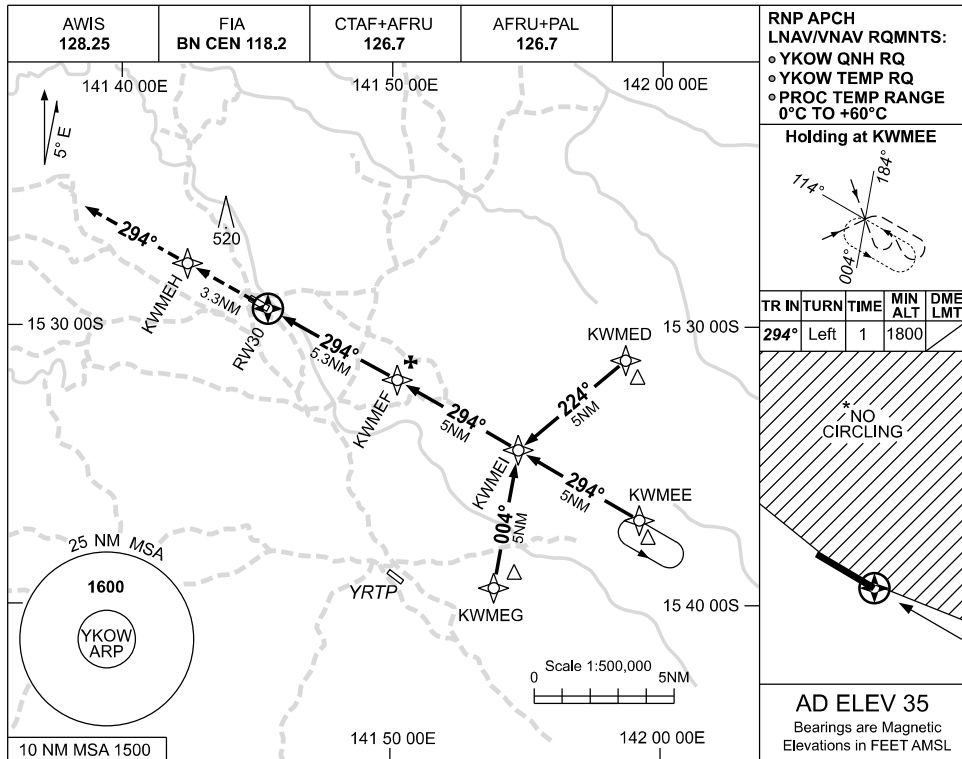 AWIS
128.25
FIA
BN CEN 118.2
CTAF+AFRU
126.7
AFRU+PAL
126.7
RNP APCH
LNAV/VNAV RQMNTS:
YKOW QNH RQ
YKOW TEMP RQ
PROC TEMP RANGE
0°C TO +60°C
Holding at KWMEE
114°
184°
004°
TR IN TURN TIME MIN ALT DME LMT
294° Left 1 1800
*NO
CIRCLING
AD ELEV 35
Bearings are Magnetic
Elevations in FEET AMSL
141 40 00E
141 50 00E
142 00 00E
5° E
294°
520
KWMEH
3.3NM
15 30 00S
15 30 00S
RW30
294°
5.3NM
KWMED
KWMEF
224°
5NM
294°
5NM
KWMEI
294°
5NM
KWMEE
004°
5NM
25 NM MSA
1600
YKOW
ARP
YRTP
KWMEG
15 40 00S
Scale 1:500,000
0 5NM
10 NM MSA 1500
141 50 00E
142 00 00E